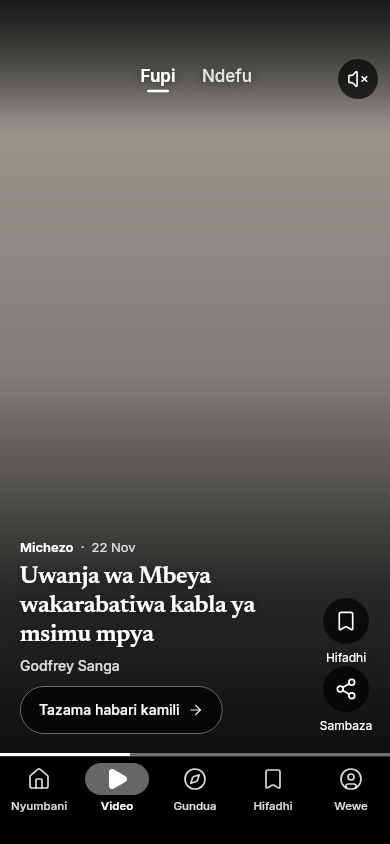 Fupi
Ndefu
Michezo · 22 Nov
Uwanja wa Mbeya
wakarabatiwa kabla ya
msimu mpya
Godfrey Sanga
Tazama habari kamili
Hifadhi
Sambaza
Nyumbani
Video
Gundua
Hifadhi
Wewe